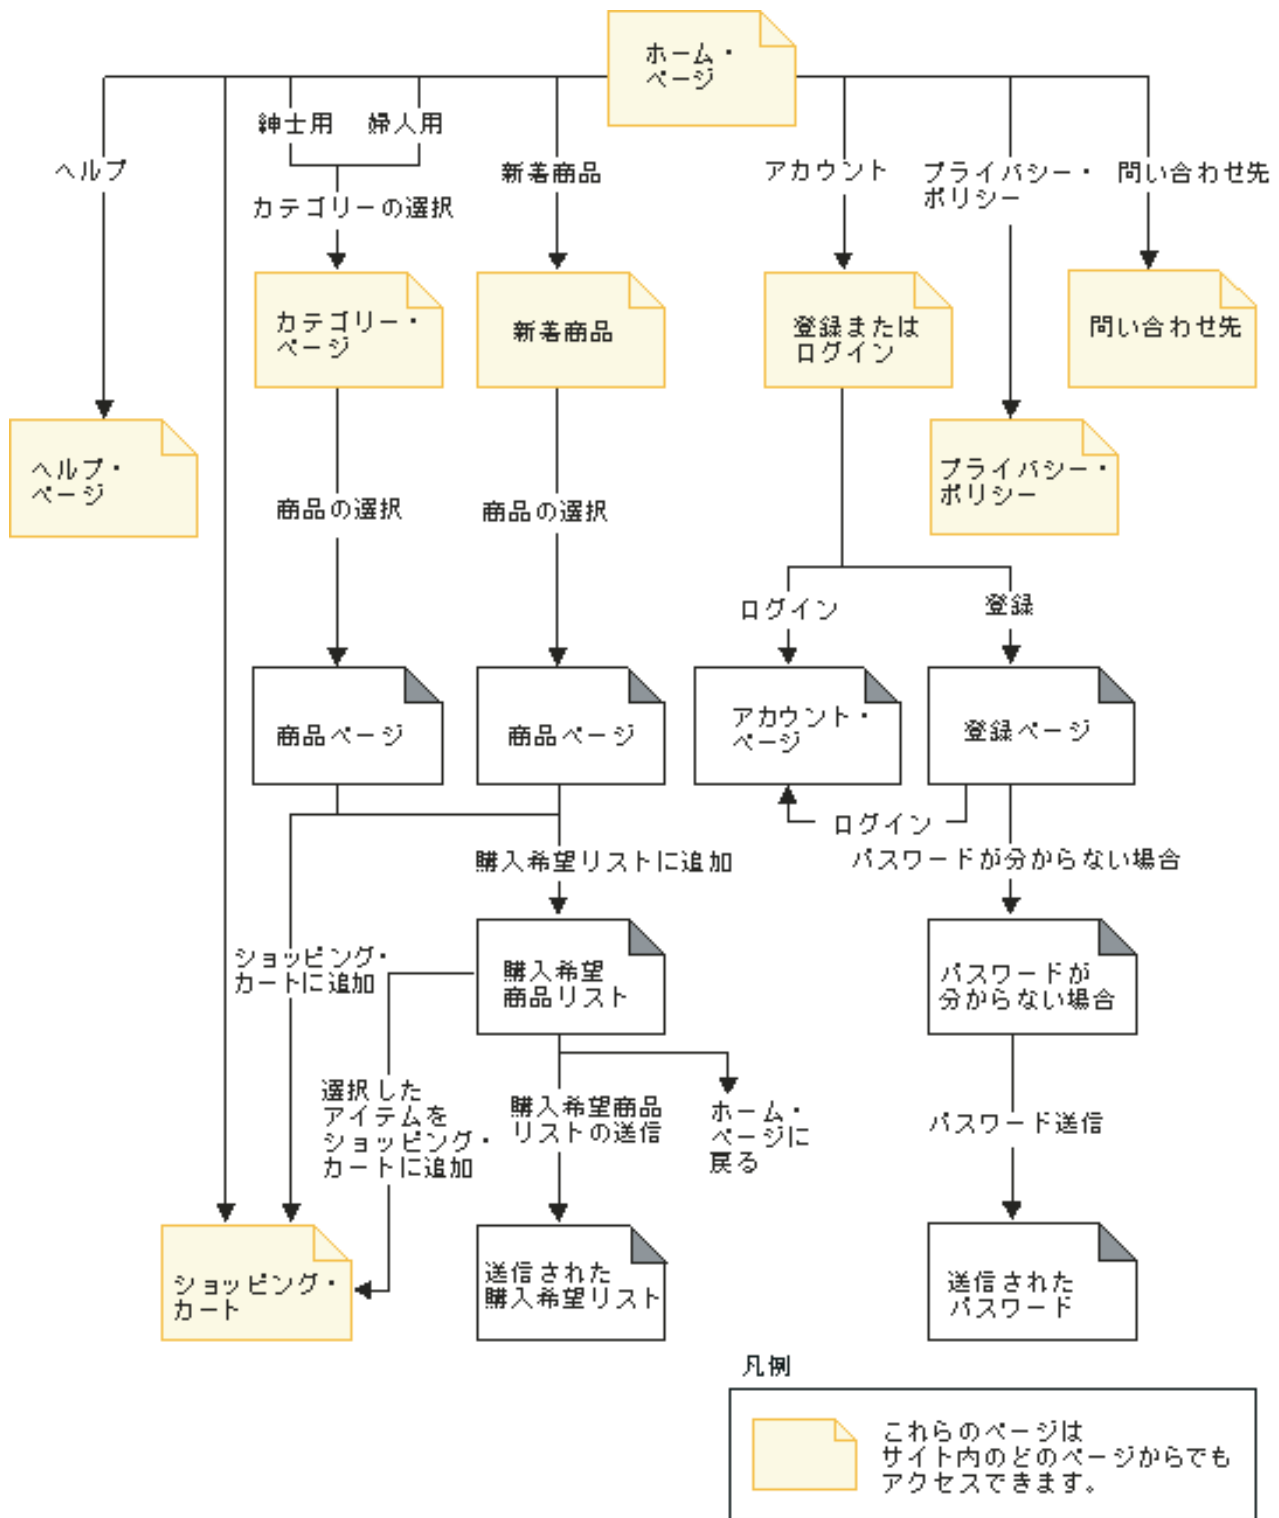 ホーム・
ページ
紳士用
婦人用
ヘルプ
新着商品
アカウント
プライバシー・
ポリシー
問い合わせ先
カテゴリーの選択
カテゴリー・
ページ
新着商品
登録または
ログイン
問い合わせ先
ヘルプ・
ページ
プライバシー・
ポリシー
商品の選択
商品の選択
ログイン
登録
商品ページ
商品ページ
アカウント・
ページ
登録ページ
ログイン
購入希望リストに追加
パスワードが分からない場合
ショッピング・
カートに追加
購入希望
商品リスト
パスワードが
分からない場合
選択した
アイテムを
ショッピング・
カートに追加
購入希望商品
リストの送信
ホーム・
ページに
戻る
パスワード送信
ショッピング・
カート
送信された
購入希望リスト
送信された
パスワード
凡例
これらのページは
サイト内のどのページからでも
アクセスできます。